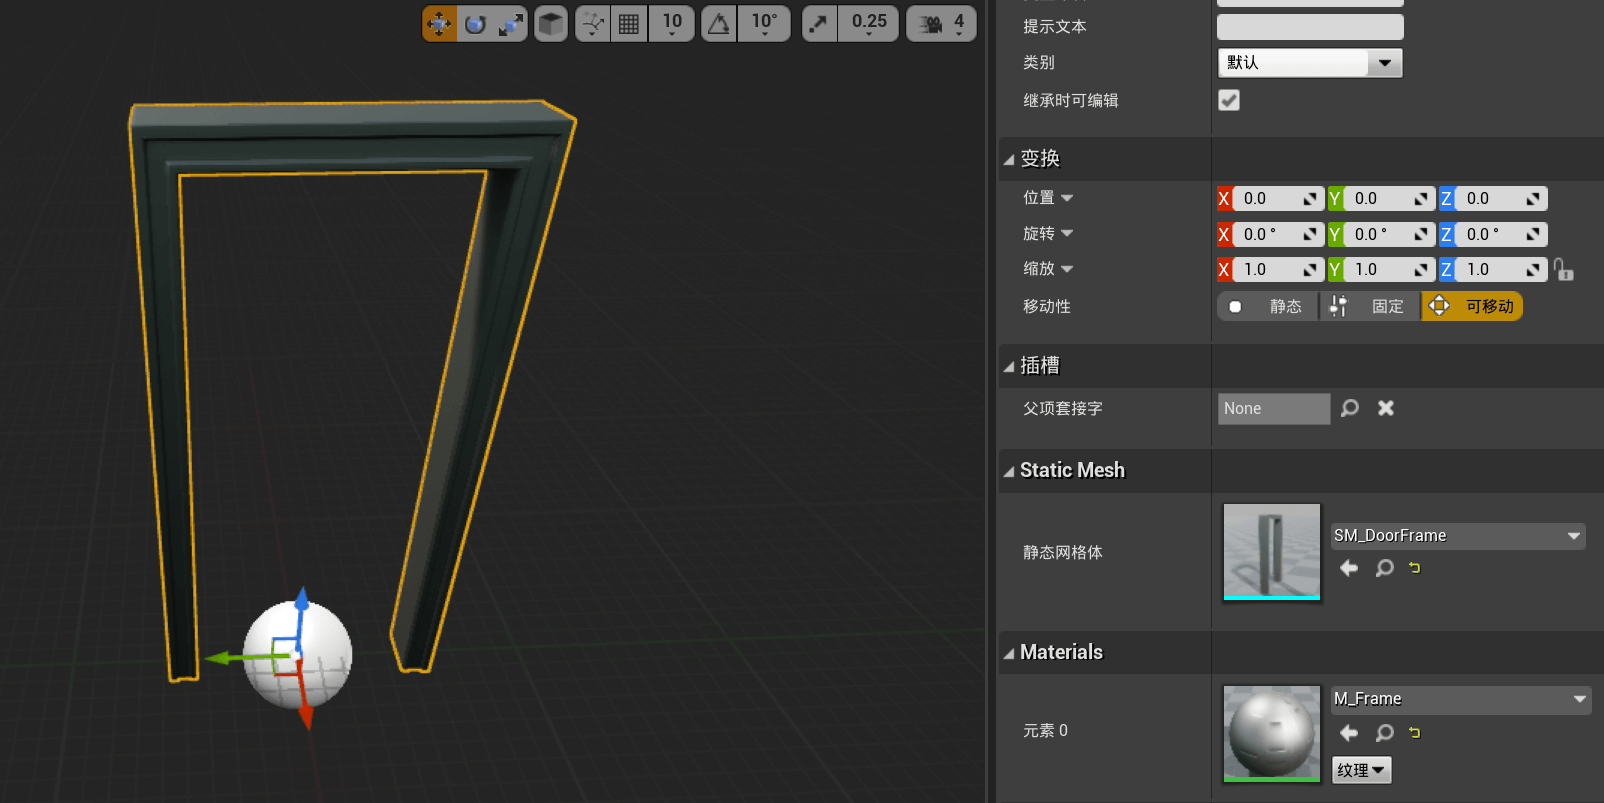 10 10° 0.25 4
提示文本
类别 默认
继承时可编辑
变换
位置 X 0.0 Y 0.0 Z 0.0
旋转 X 0.0 ° Y 0.0 ° Z 0.0 °
缩放 X 1.0 Y 1.0 Z 1.0
移动性 静态 固定 可移动
插槽
父项套接字 None
Static Mesh
静态网格体 SM_DoorFrame
Materials
元素 0 M_Frame
纹理